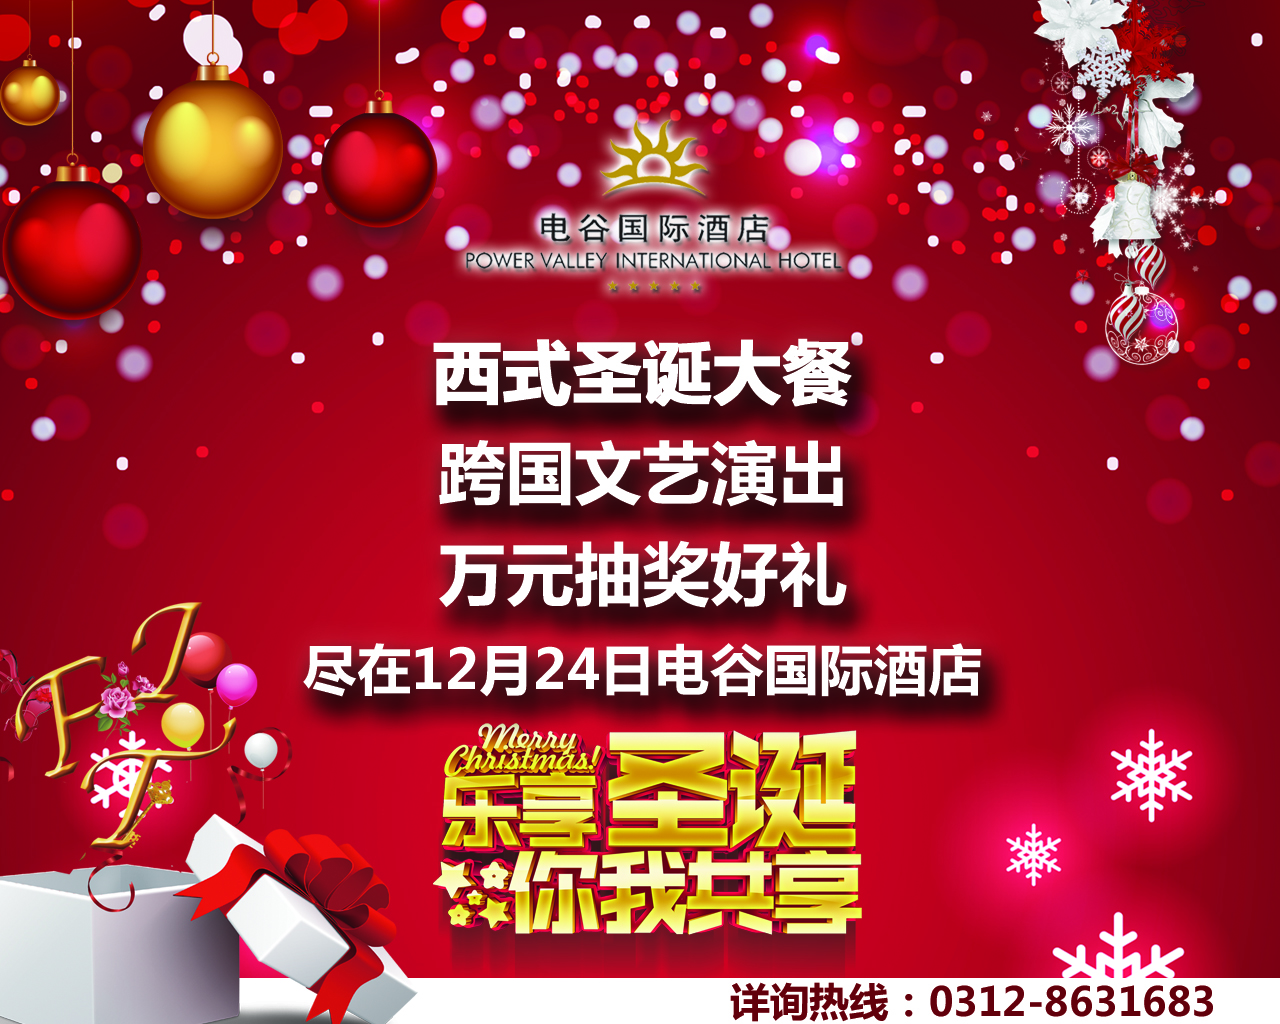 电谷国际酒店
POWER VALLEY INTERNATIONAL HOTEL
西式圣诞大餐
跨国文艺演出
万元抽奖好礼
尽在12月24日电谷国际酒店
Merry
Christmas!
乐享圣诞
你我共享
F I T
详询热线：0312-8631683